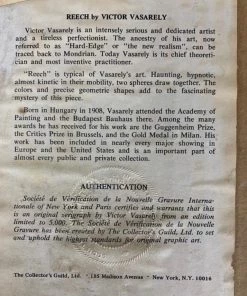 REECH by VICTOR VASARELY
Victor Vasarely is an intensely serious and dedicated artist
and a tireless perfectionist. The ancestry of his art, now
referred to as "Hard-Edge" or "the new realism", can be
traced back to Mondrian. Today Vasarely is its chief theoreti-
cian and most inventive practitioner.
"Reech" is typical of Vasarely's art. Haunting, hypnotic,
almost kinetic in their mobility, two spheres draw together. The
colors and precise geometric shapes add to the fascinating
mystery of this piece.
Born in Hungary in 1908, Vasarely attended the Academy
of Painting and the Budapest Bauhaus there. Among the many
awards he has received for his work are the Guggenheim Prize,
the Critics Prize in Brussels, and the Gold Medal in Milan. His
work has been included in nearly every major showing in
Europe and the United States and is an important part of
almost every public and private collection.
AUTHENTICATION
Société de Vérification de la Nouvelle Gravure Interna-
tionale of New York and Paris certifies and warrants that this
is an original serigraph by Victor Vasarely from an edition
limited to 5,000. The Société de Vérification de la Nouvelle
Gravure has been created by The Collector's Guild, Ltd. to set
and uphold the highest standards for original graphic art.
The Collector's Guild, Ltd. · 185 Madison Avenue · New York, N.Y. 10016